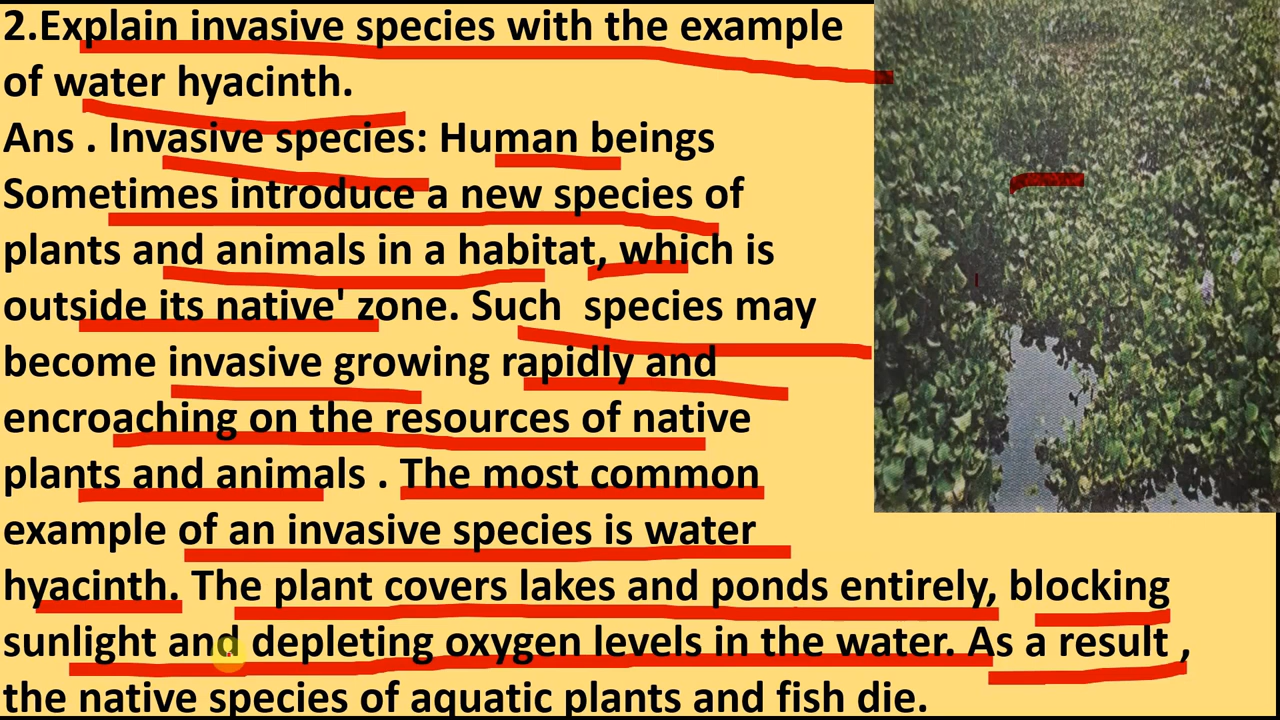 2.Explain invasive species with the example
of water hyacinth.
Ans . Invasive species: Human beings
Sometimes introduce a new species of
plants and animals in a habitat, which is
outside its native' zone. Such species may
become invasive growing rapidly and
encroaching on the resources of native
plants and animals . The most common
example of an invasive species is water
hyacinth. The plant covers lakes and ponds entirely, blocking
sunlight and depleting oxygen levels in the water. As a result ,
the native species of aquatic plants and fish die.